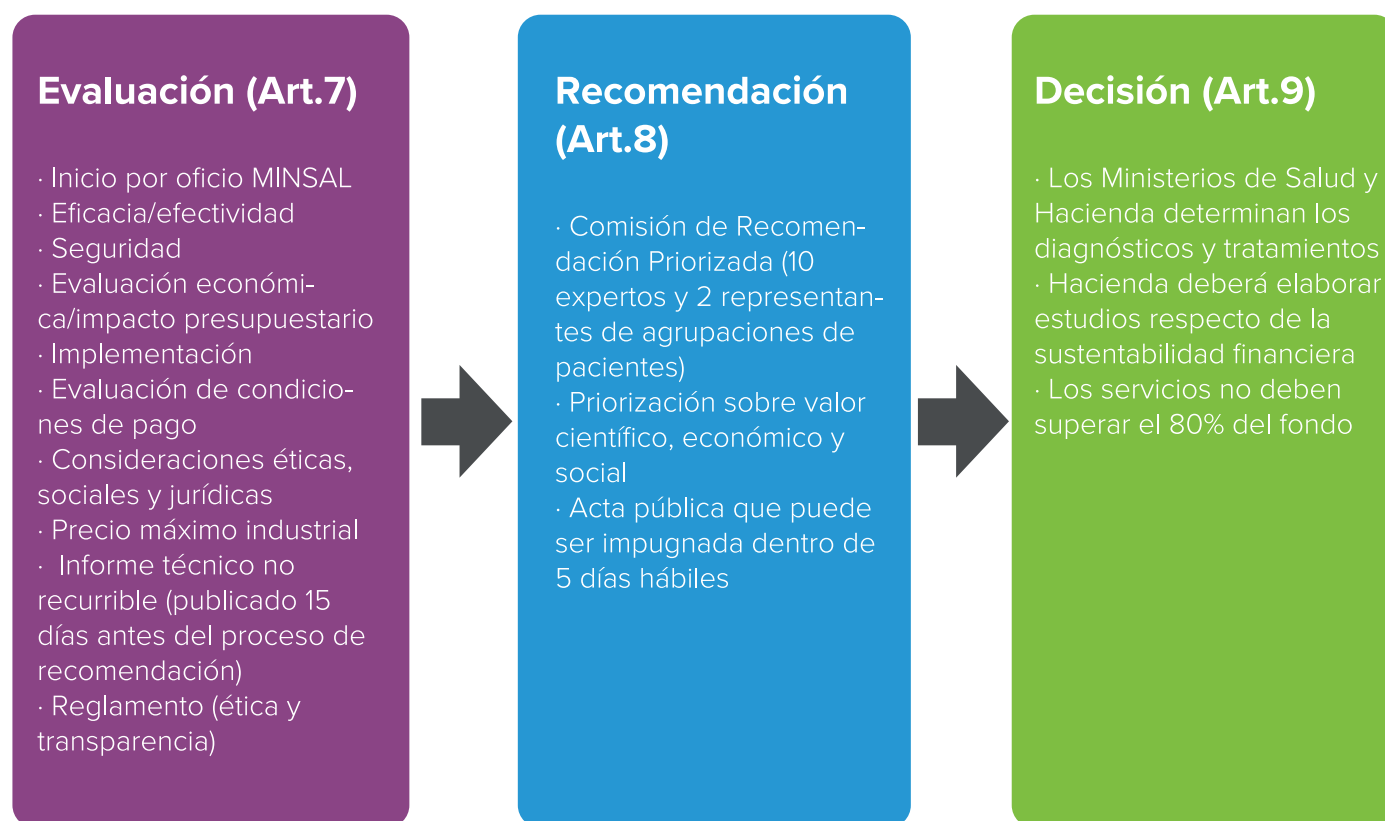 Evaluación (Art.7)
· Inicio por oficio MINSAL
· Eficacia/efectividad
· Seguridad
· Evaluación económi-
ca/impacto presupuestario
· Implementación
· Evaluación de condicio-
nes de pago
· Consideraciones éticas,
sociales y jurídicas
· Precio máximo industrial
· Informe técnico no
recurrible (publicado 15
días antes del proceso de
recomendación)
· Reglamento (ética y
transparencia)
Recomendación
(Art.8)
· Comisión de Recomen-
dación Priorizada (10
expertos y 2 representan-
tes de agrupaciones de
pacientes)
· Priorización sobre valor
científico, económico y
social
· Acta pública que puede
ser impugnada dentro de
5 días hábiles
Decisión (Art.9)
· Los Ministerios de Salud y
Hacienda determinan los
diagnósticos y tratamientos
· Hacienda deberá elaborar
estudios respecto de la
sustentabilidad financiera
· Los servicios no deben
superar el 80% del fondo